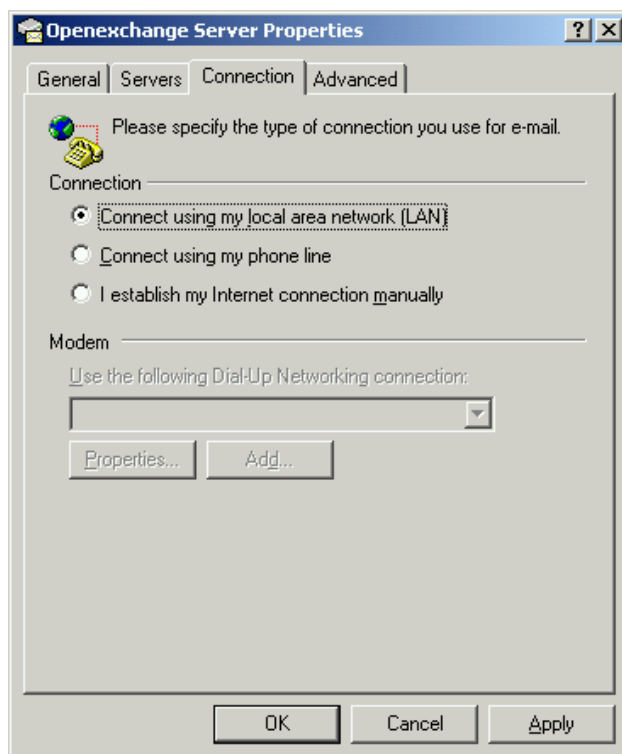 Openexchange Server Properties
General Servers Connection Advanced
Please specify the type of connection you use for e-mail.
Connection
Connect using my local area network (LAN)
Connect using my phone line
I establish my Internet connection manually
Modem
Use the following Dial-Up Networking connection:
Properties... Add...
OK Cancel Apply